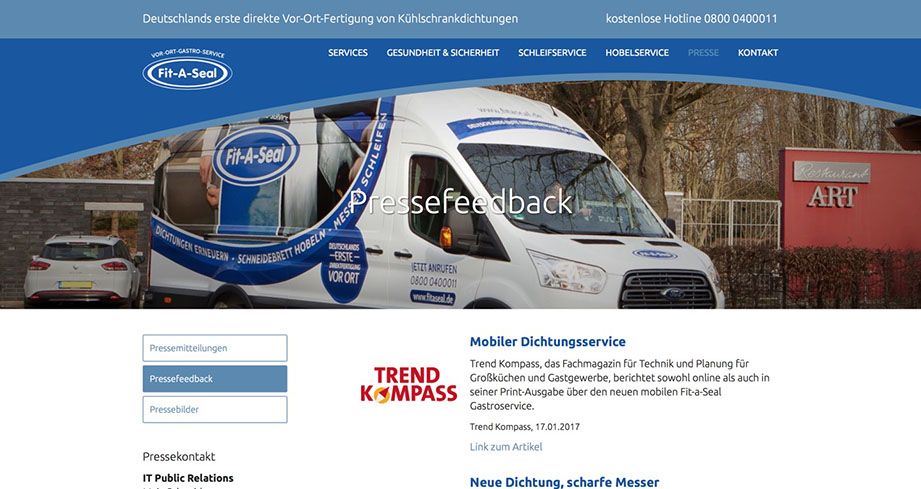 Deutschlands erste direkte Vor-Ort-Fertigung von Kühlschrankdichtungen
kostenlose Hotline 0800 0400011
VOR-ORT-GASTRO-SERVICE
Fit-A-Seal
SERVICES
GESUNDHEIT & SICHERHEIT
SCHLEIFSERVICE
HOBELSERVICE
PRESSE
KONTAKT
Fit-A-Seal
DICHTUNGEN ERNEUERN - SCHNEIDEBRETT HOBELN - MESSER SCHLEIFEN
DEUTSCHLANDS
ERSTE
DIREKTFERTIGUNG
VOR ORT
JETZT ANRUFEN
0800 0400011
www.fitaseal.de
Fit-A-Seal
Restaurant
ART
Pressefeedback
Pressemitteilungen
Pressefeedback
Pressebilder
Pressekontakt
IT Public Relations
TREND
KOMPASS
Mobiler Dichtungsservice
Trend Kompass, das Fachmagazin für Technik und Planung für
Großküchen und Gastgewerbe, berichtet sowohl online als auch in
seiner Print-Ausgabe über den neuen mobilen Fit-a-Seal
Gastroservice.
Trend Kompass, 17.01.2017
Link zum Artikel
Neue Dichtung, scharfe Messer